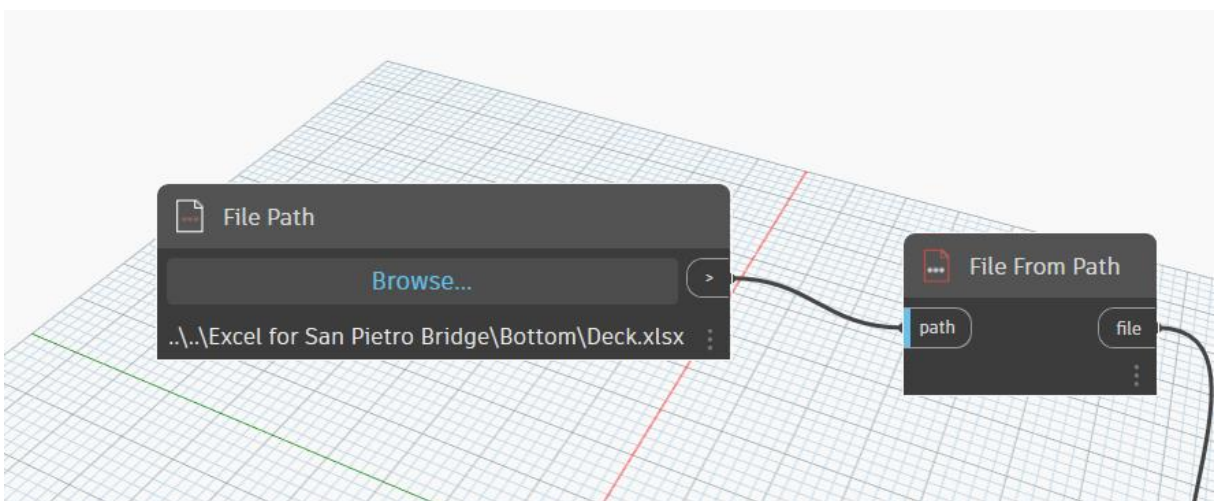 File Path
Browse...
>
..\..\Excel for San Pietro Bridge\Bottom\Deck.xlsx
File From Path
path
file